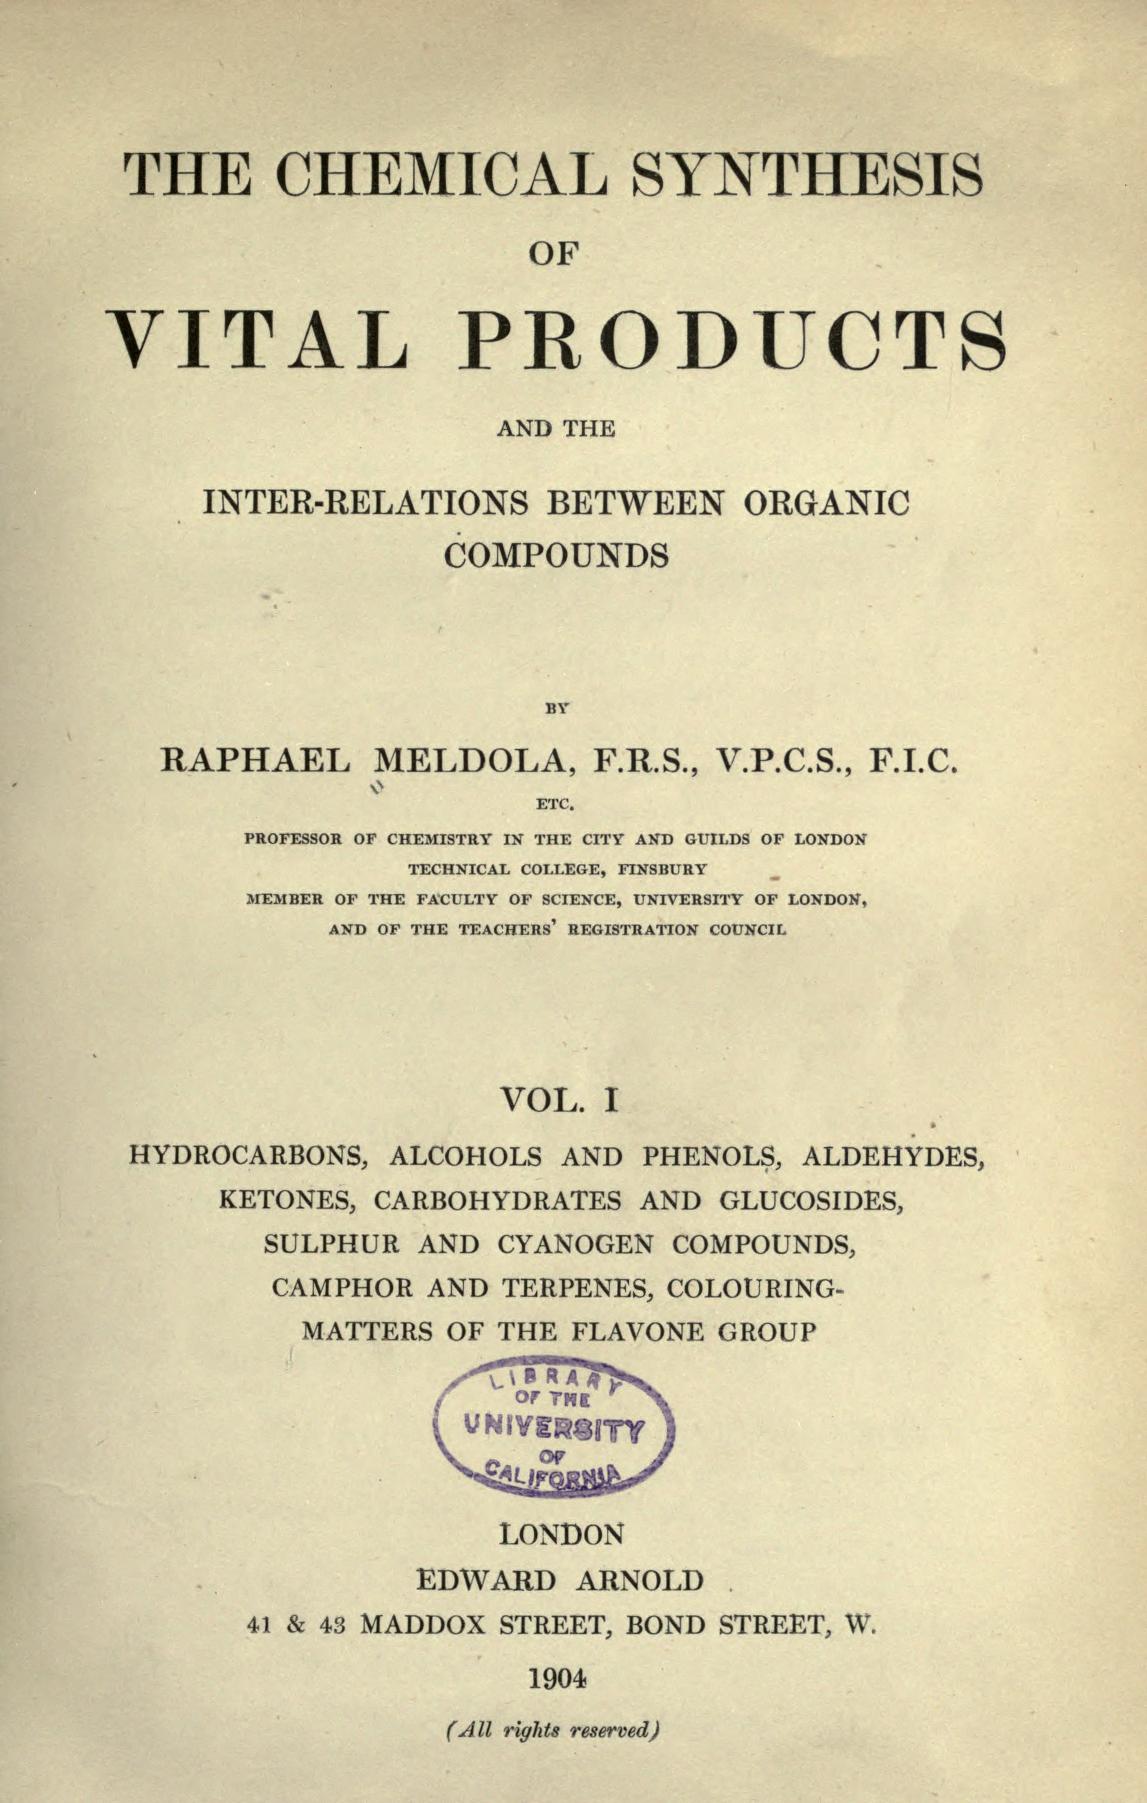 THE CHEMICAL SYNTHESIS
OF
VITAL PRODUCTS
AND THE
INTER-RELATIONS BETWEEN ORGANIC
COMPOUNDS
BY
RAPHAEL MELDOLA, F.R.S., V.P.C.S., F.I.C.
ETC.
PROFESSOR OF CHEMISTRY IN THE CITY AND GUILDS OF LONDON
TECHNICAL COLLEGE, FINSBURY
MEMBER OF THE FACULTY OF SCIENCE, UNIVERSITY OF LONDON,
AND OF THE TEACHERS' REGISTRATION COUNCIL
VOL. I
HYDROCARBONS, ALCOHOLS AND PHENOLS, ALDEHYDES,
KETONES, CARBOHYDRATES AND GLUCOSIDES,
SULPHUR AND CYANOGEN COMPOUNDS,
CAMPHOR AND TERPENES, COLOURING-
MATTERS OF THE FLAVONE GROUP
LIBRARY
OF THE
UNIVERSITY
OF
CALIFORNIA
LONDON
EDWARD ARNOLD
41 & 43 MADDOX STREET, BOND STREET, W.
1904
(All rights reserved)